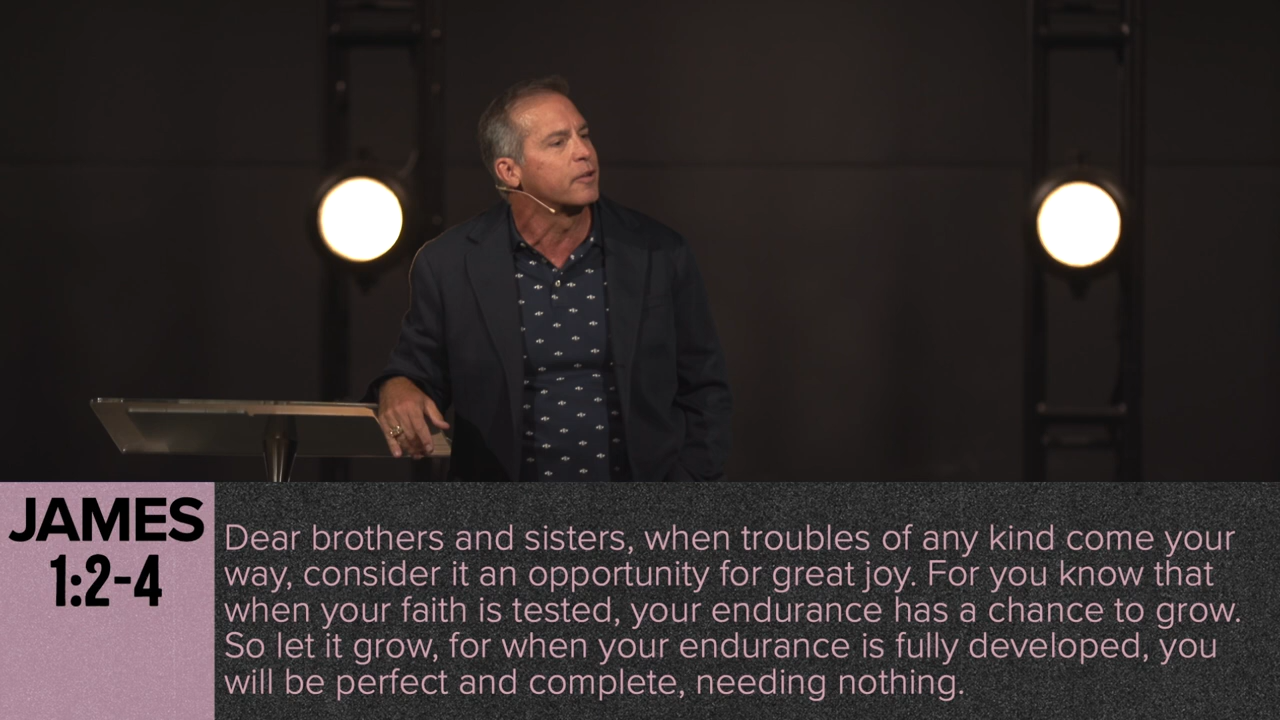 JAMES
1:2-4
Dear brothers and sisters, when troubles of any kind come your
way, consider it an opportunity for great joy. For you know that
when your faith is tested, your endurance has a chance to grow.
So let it grow, for when your endurance is fully developed, you
will be perfect and complete, needing nothing.